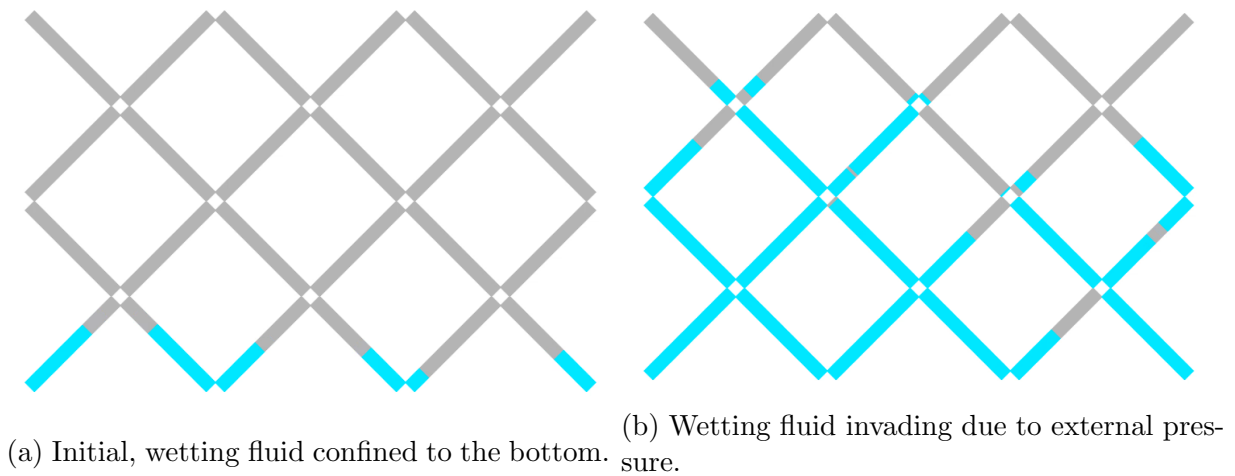 (a) Initial, wetting fluid confined to the bottom.
(b) Wetting fluid invading due to external pres-
sure.